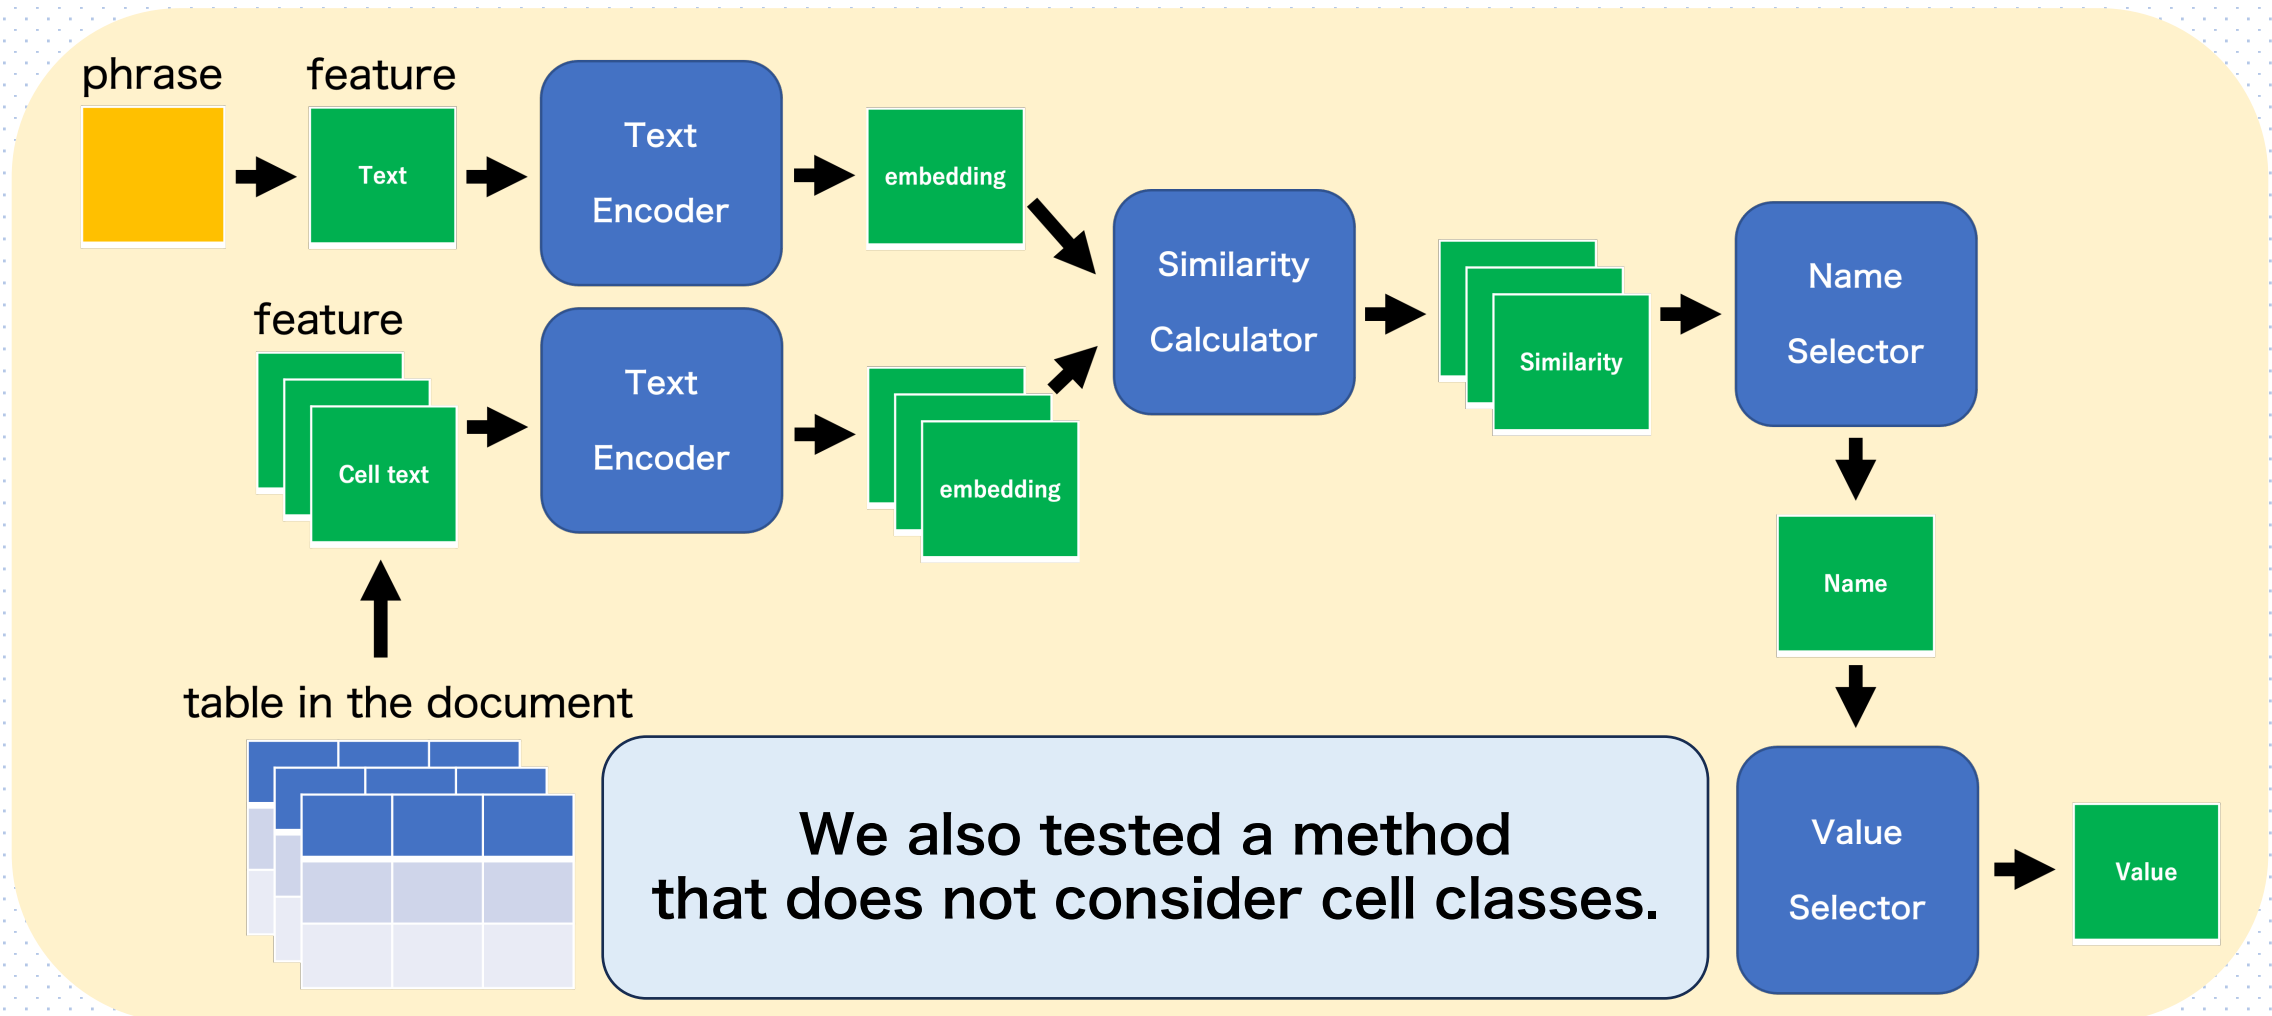 phrase
feature
Text
Text
Encoder
embedding
feature
Cell text
Text
Encoder
embedding
Similarity
Calculator
Similarity
Name
Selector
Name
table in the document
We also tested a method
that does not consider cell classes.
Value
Selector
Value